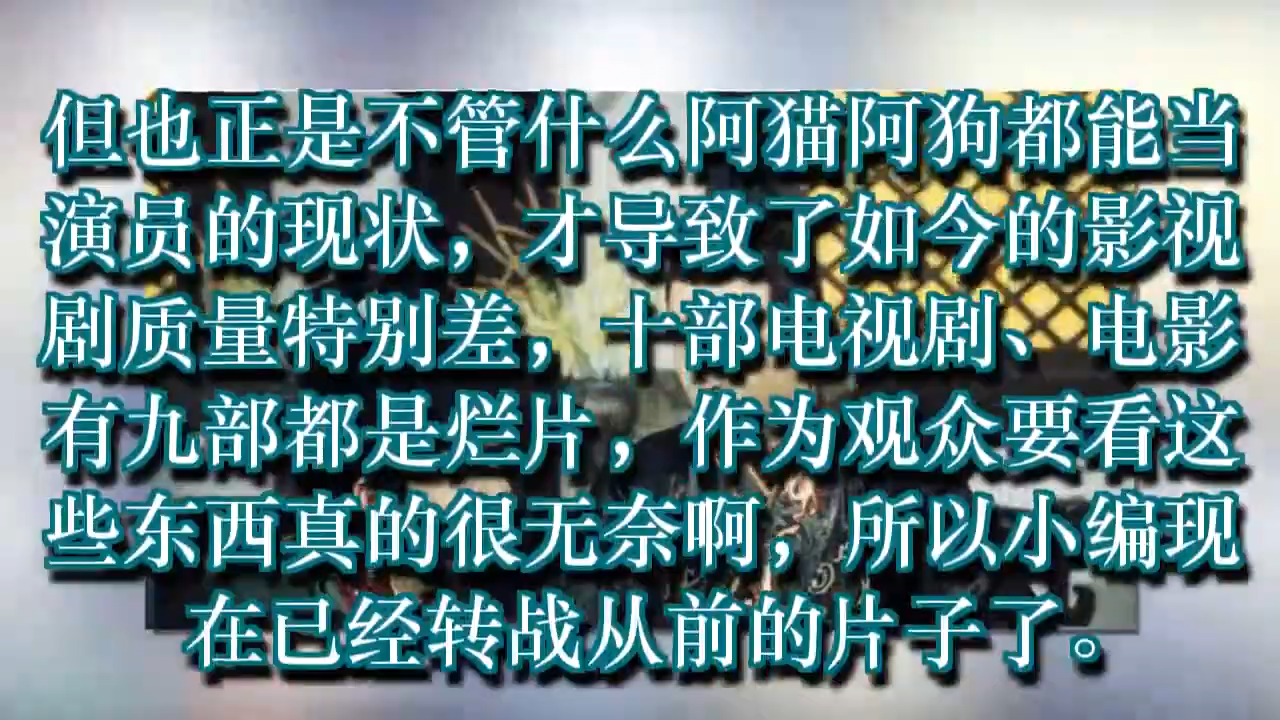 但也正是不管什么阿猫阿狗都能当
演员的现状，才导致了如今的影视
剧质量特别差，十部电视剧、电影
有九部都是烂片，作为观众要看这
些东西真的很无奈啊，所以小编现
在已经转战从前的片子了。